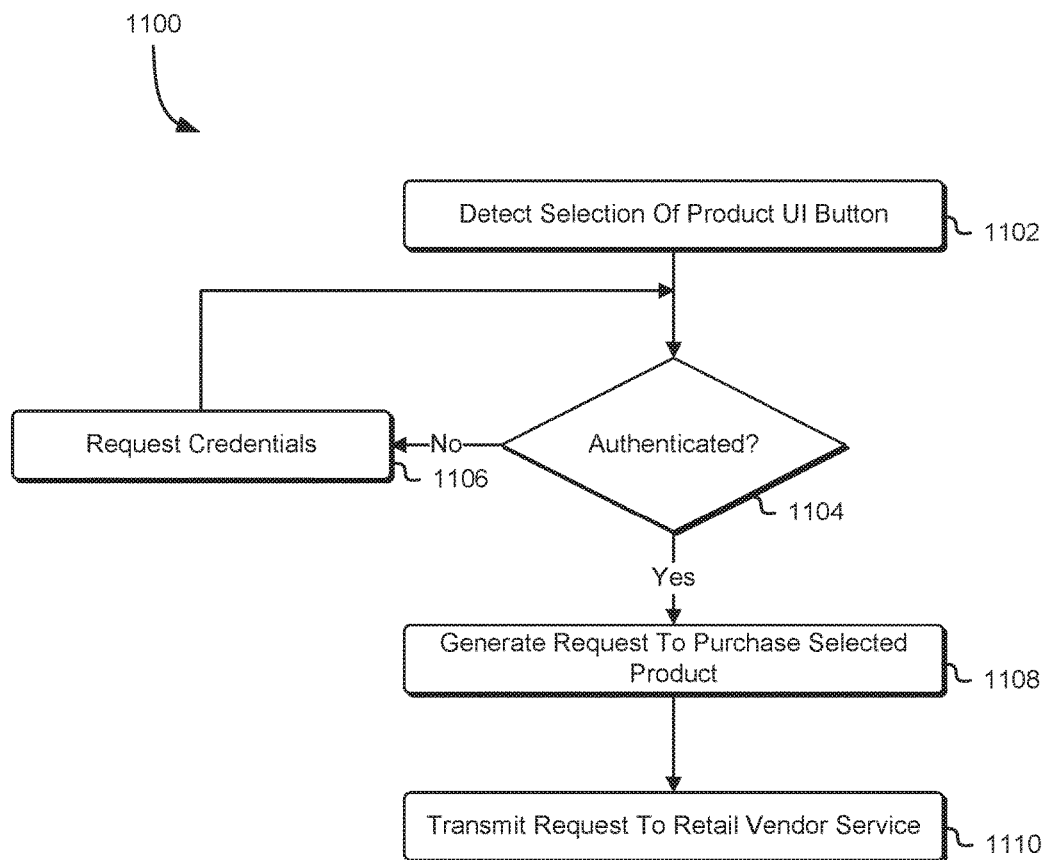 1100
Detect Selection Of Product UI Button
1102
Request Credentials
1106
No
Authenticated?
1104
Yes
Generate Request To Purchase Selected
Product
1108
Transmit Request To Retail Vendor Service
1110